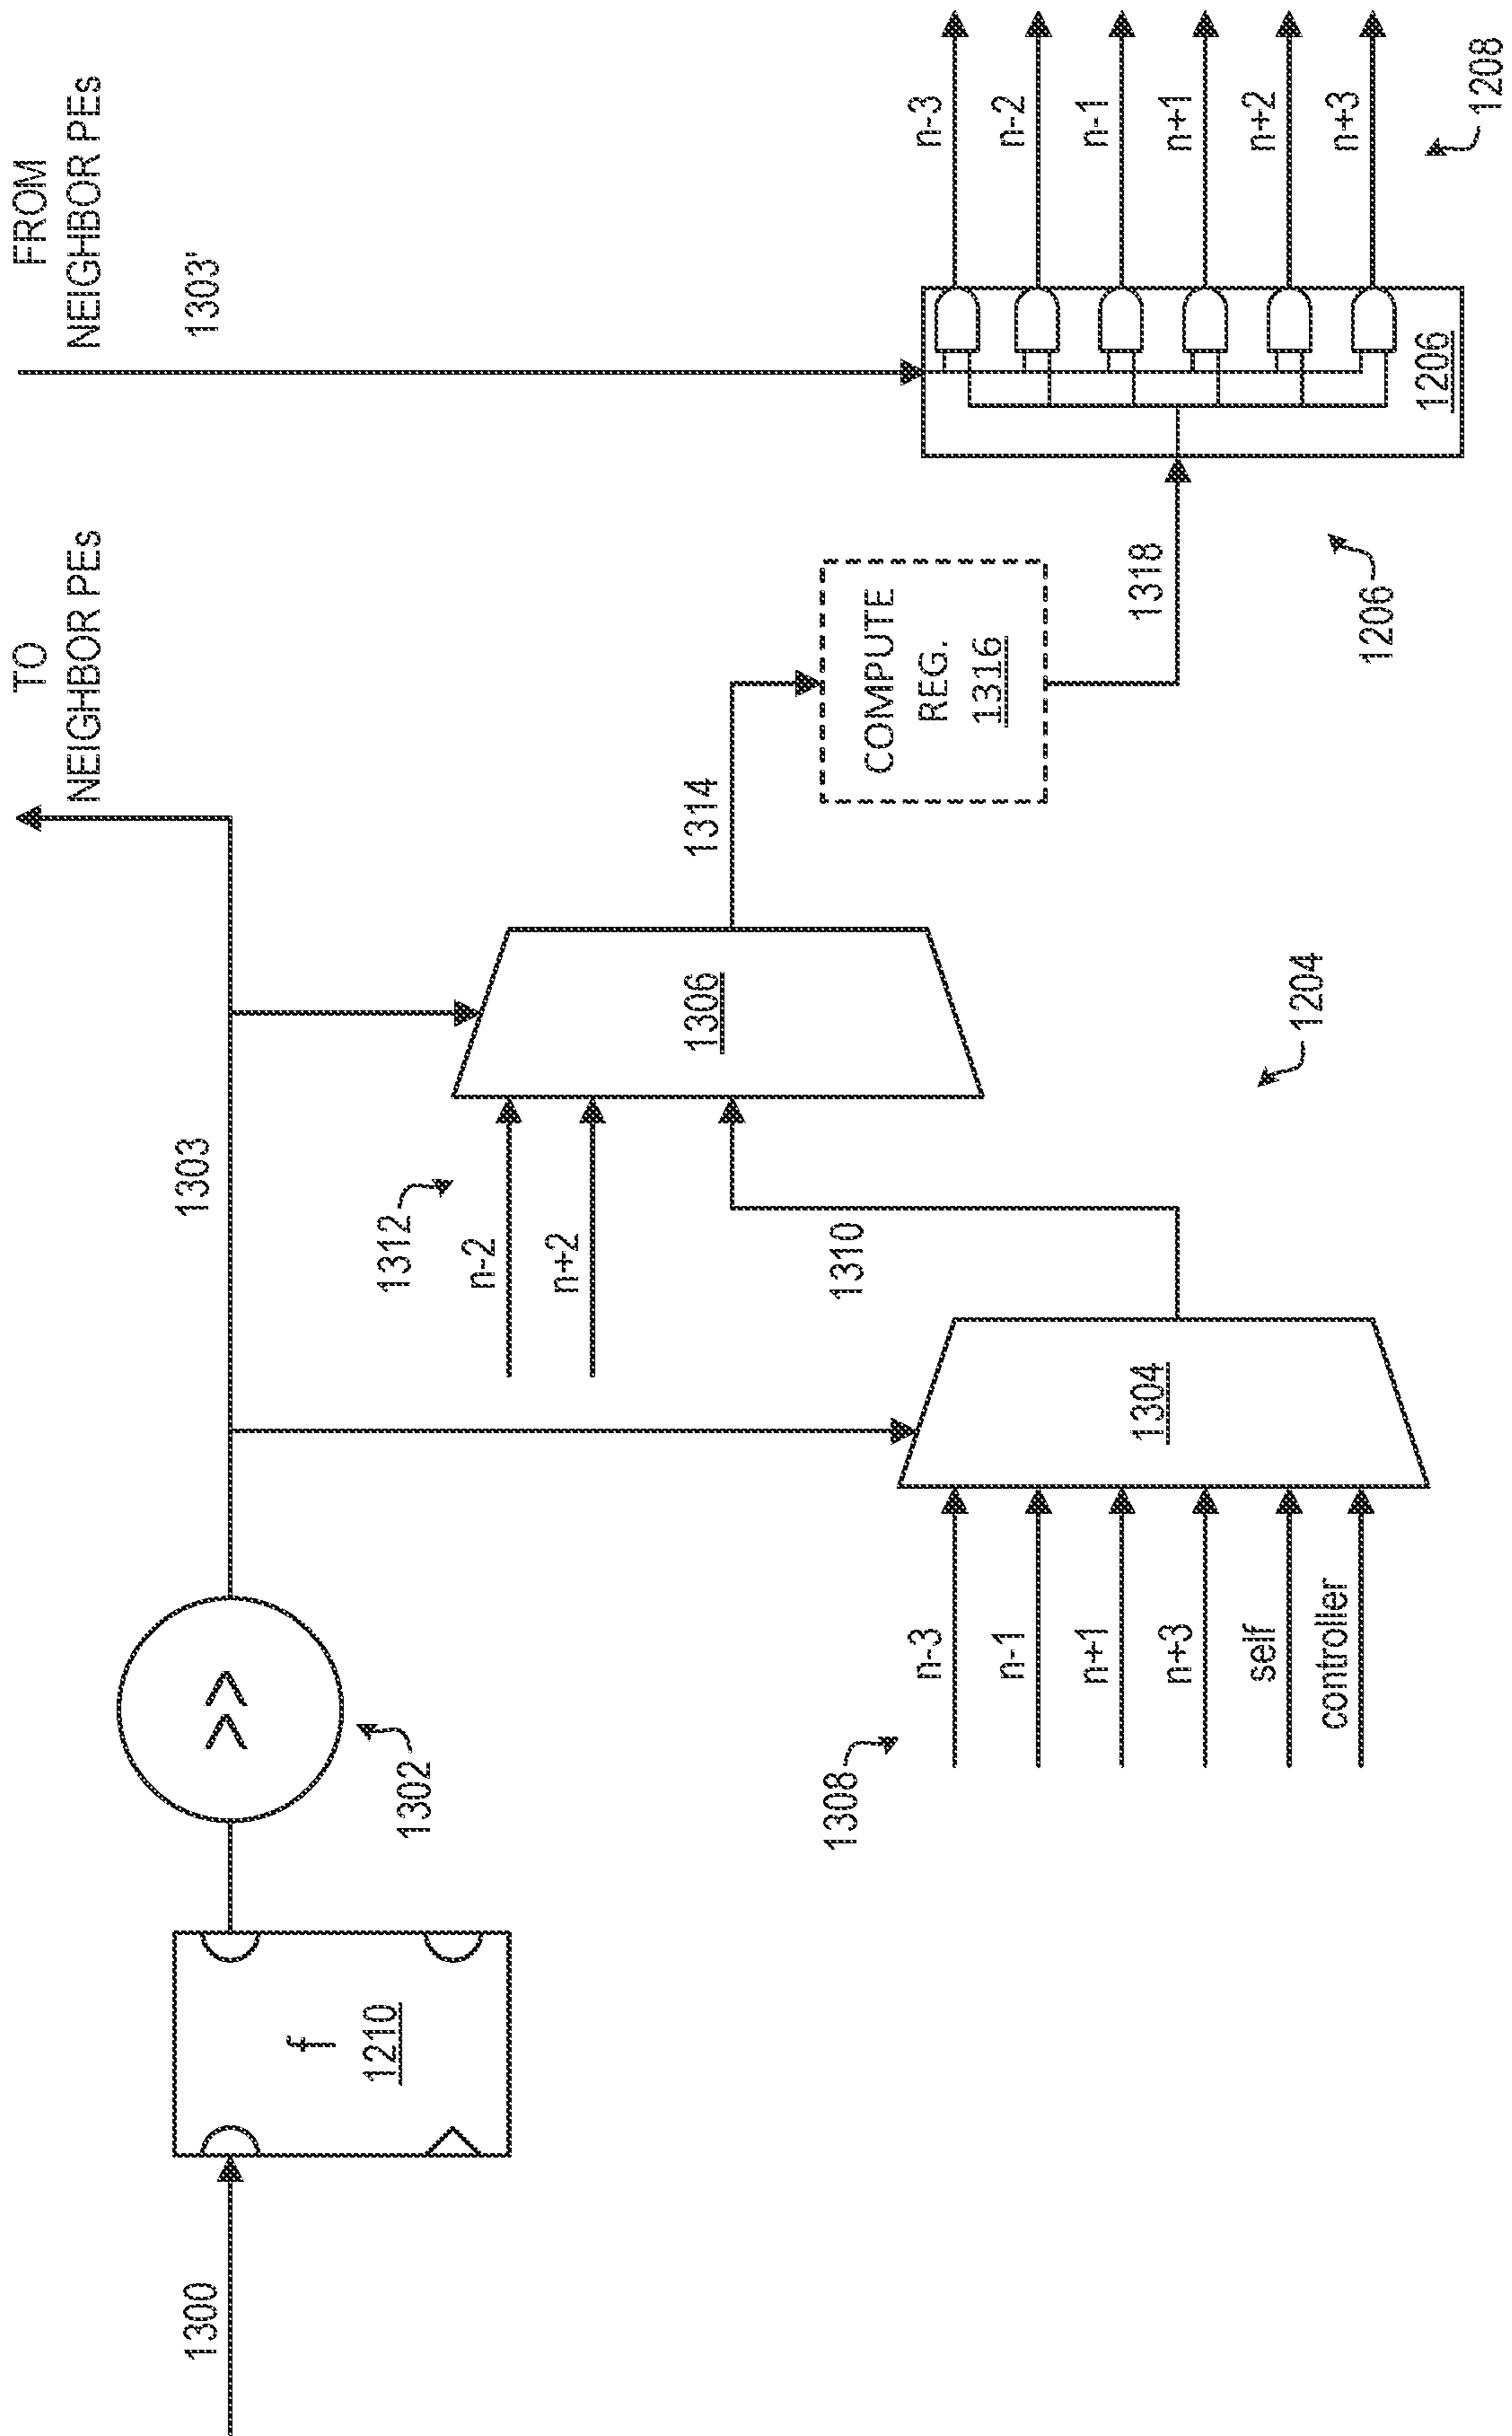 1300
f
1210
>>
1302
1303
TO
NEIGHBOR PEs
FROM
NEIGHBOR PEs
1303'
1312
n-2
n+2
1306
1314
1310
1308
n-3
n-1
n+1
n+3
self
controller
1304
1204
COMPUTE
REG.
1316
1318
1206
1206
n-3
n-2
n-1
n+1
n+2
n+3
1208